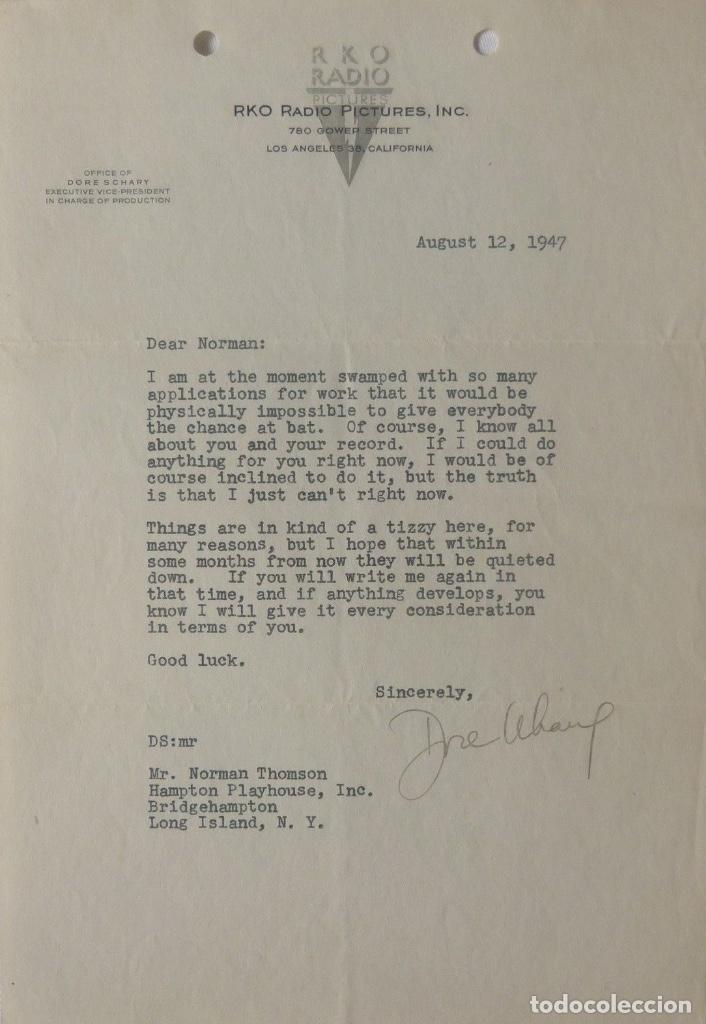 RKO
RADIO
PICTURES
RKO RADIO PICTURES, INC.
780 GOWER STREET
LOS ANGELES 38, CALIFORNIA
OFFICE OF
DORE SCHARY
EXECUTIVE VICE-PRESIDENT
IN CHARGE OF PRODUCTION
August 12, 1947
Dear Norman:
I am at the moment swamped with so many
applications for work that it would be
physically impossible to give everybody
the chance at bat. Of course, I know all
about you and your record. If I could do
anything for you right now, I would be of
course inclined to do it, but the truth
is that I just can't right now.
Things are in kind of a tizzy here, for
many reasons, but I hope that within
some months from now they will be quieted
down. If you will write me again in
that time, and if anything develops, you
know I will give it every consideration
in terms of you.
Good luck.
Sincerely,
Dore Schary
DS:mr
Mr. Norman Thomson
Hampton Playhouse, Inc.
Bridgehampton
Long Island, N. Y.
todocoleccion